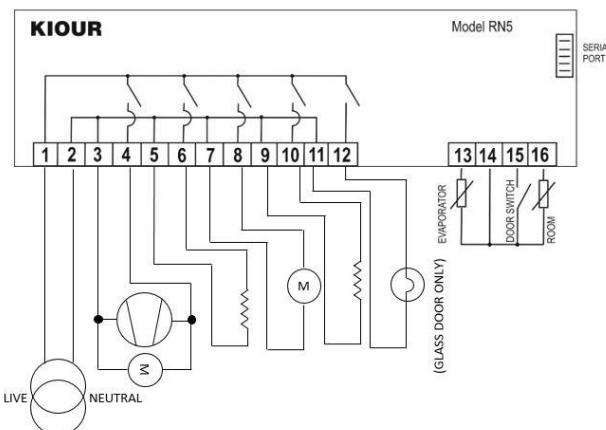 KIOUR
Model RN5
SERIA
PORT
1 2 3 4 5 6 7 8 9 10 11 12
13 14 15 16
EVAPORATOR
DOOR SWITCH
ROOM
M
M
(GLASS DOOR ONLY)
LIVE
NEUTRAL